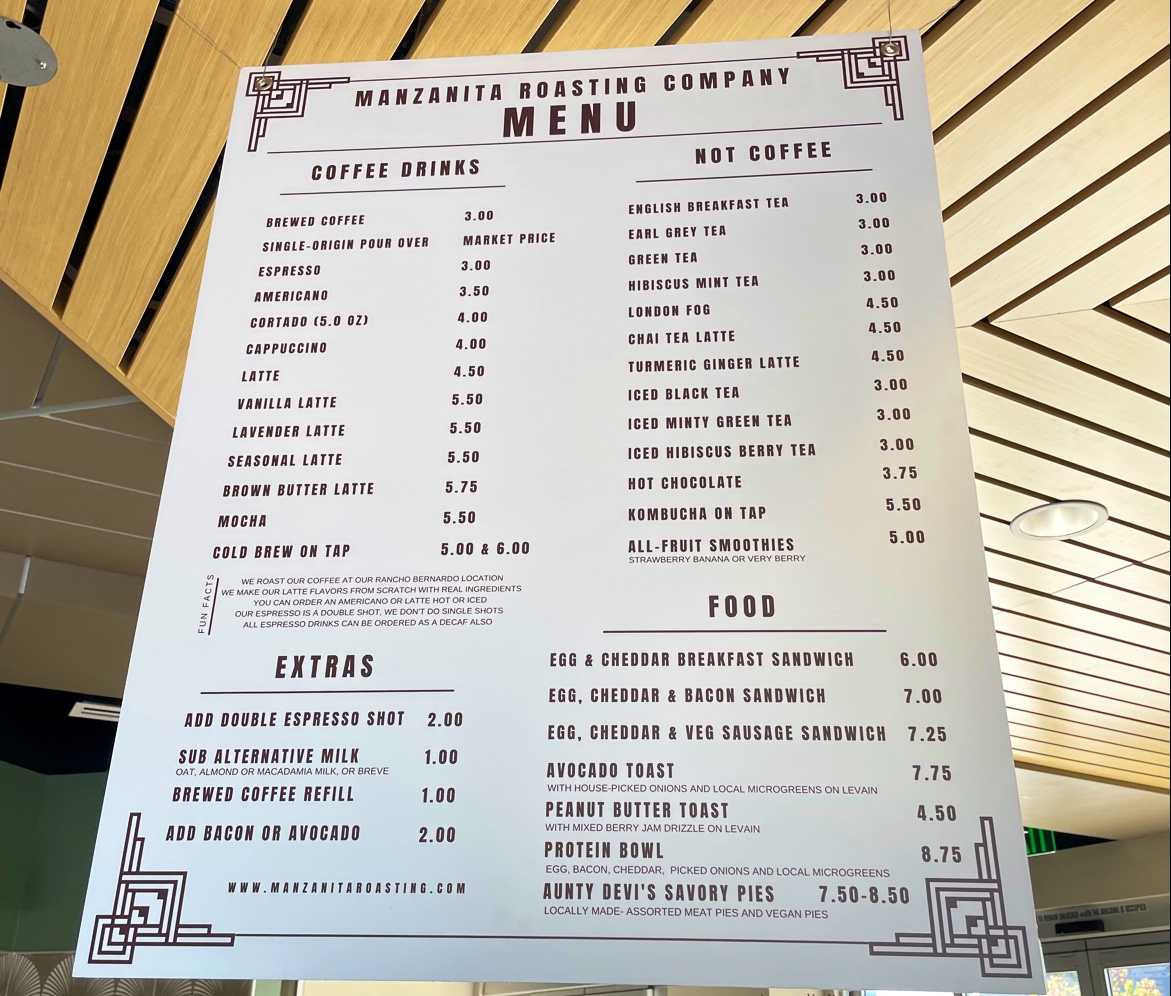 MANZANITA ROASTING COMPANY
MENU
COFFEE DRINKS
BREWED COFFEE 3.00
SINGLE-ORIGIN POUR OVER MARKET PRICE
ESPRESSO 3.00
AMERICANO 3.50
CORTADO (5.0 OZ) 4.00
CAPPUCCINO 4.00
LATTE 4.50
VANILLA LATTE 5.50
LAVENDER LATTE 5.50
SEASONAL LATTE 5.50
BROWN BUTTER LATTE 5.75
MOCHA 5.50
COLD BREW ON TAP 5.00 & 6.00
FUN FACTS
WE ROAST OUR COFFEE AT OUR RANCHO BERNARDO LOCATION
WE MAKE OUR LATTE FLAVORS FROM SCRATCH WITH REAL INGREDIENTS
YOU CAN ORDER AN AMERICANO OR LATTE HOT OR ICED
OUR ESPRESSO IS A DOUBLE SHOT, WE DON'T DO SINGLE SHOTS
ALL ESPRESSO DRINKS CAN BE ORDERED AS A DECAF ALSO
EXTRAS
ADD DOUBLE ESPRESSO SHOT 2.00
SUB ALTERNATIVE MILK 1.00
OAT, ALMOND OR MACADAMIA MILK, OR BREVE
BREWED COFFEE REFILL 1.00
ADD BACON OR AVOCADO 2.00
WWW.MANZANITAROASTING.COM
NOT COFFEE
ENGLISH BREAKFAST TEA 3.00
EARL GREY TEA 3.00
GREEN TEA 3.00
HIBISCUS MINT TEA 3.00
LONDON FOG 4.50
CHAI TEA LATTE 4.50
TURMERIC GINGER LATTE 4.50
ICED BLACK TEA 3.00
ICED MINTY GREEN TEA 3.00
ICED HIBISCUS BERRY TEA 3.00
HOT CHOCOLATE 3.75
KOMBUCHA ON TAP 5.50
ALL-FRUIT SMOOTHIES 5.00
STRAWBERRY BANANA OR VERY BERRY
FOOD
EGG & CHEDDAR BREAKFAST SANDWICH 6.00
EGG, CHEDDAR & BACON SANDWICH 7.00
EGG, CHEDDAR & VEG SAUSAGE SANDWICH 7.25
AVOCADO TOAST 7.75
WITH HOUSE-PICKED ONIONS AND LOCAL MICROGREENS ON LEVAIN
PEANUT BUTTER TOAST 4.50
WITH MIXED BERRY JAM DRIZZLE ON LEVAIN
PROTEIN BOWL 8.75
EGG, BACON, CHEDDAR, PICKED ONIONS AND LOCAL MICROGREENS
AUNTY DEVI'S SAVORY PIES 7.50-8.50
LOCALLY MADE- ASSORTED MEAT PIES AND VEGAN PIES
WHEN THE BUILDING IS OCCUPIED